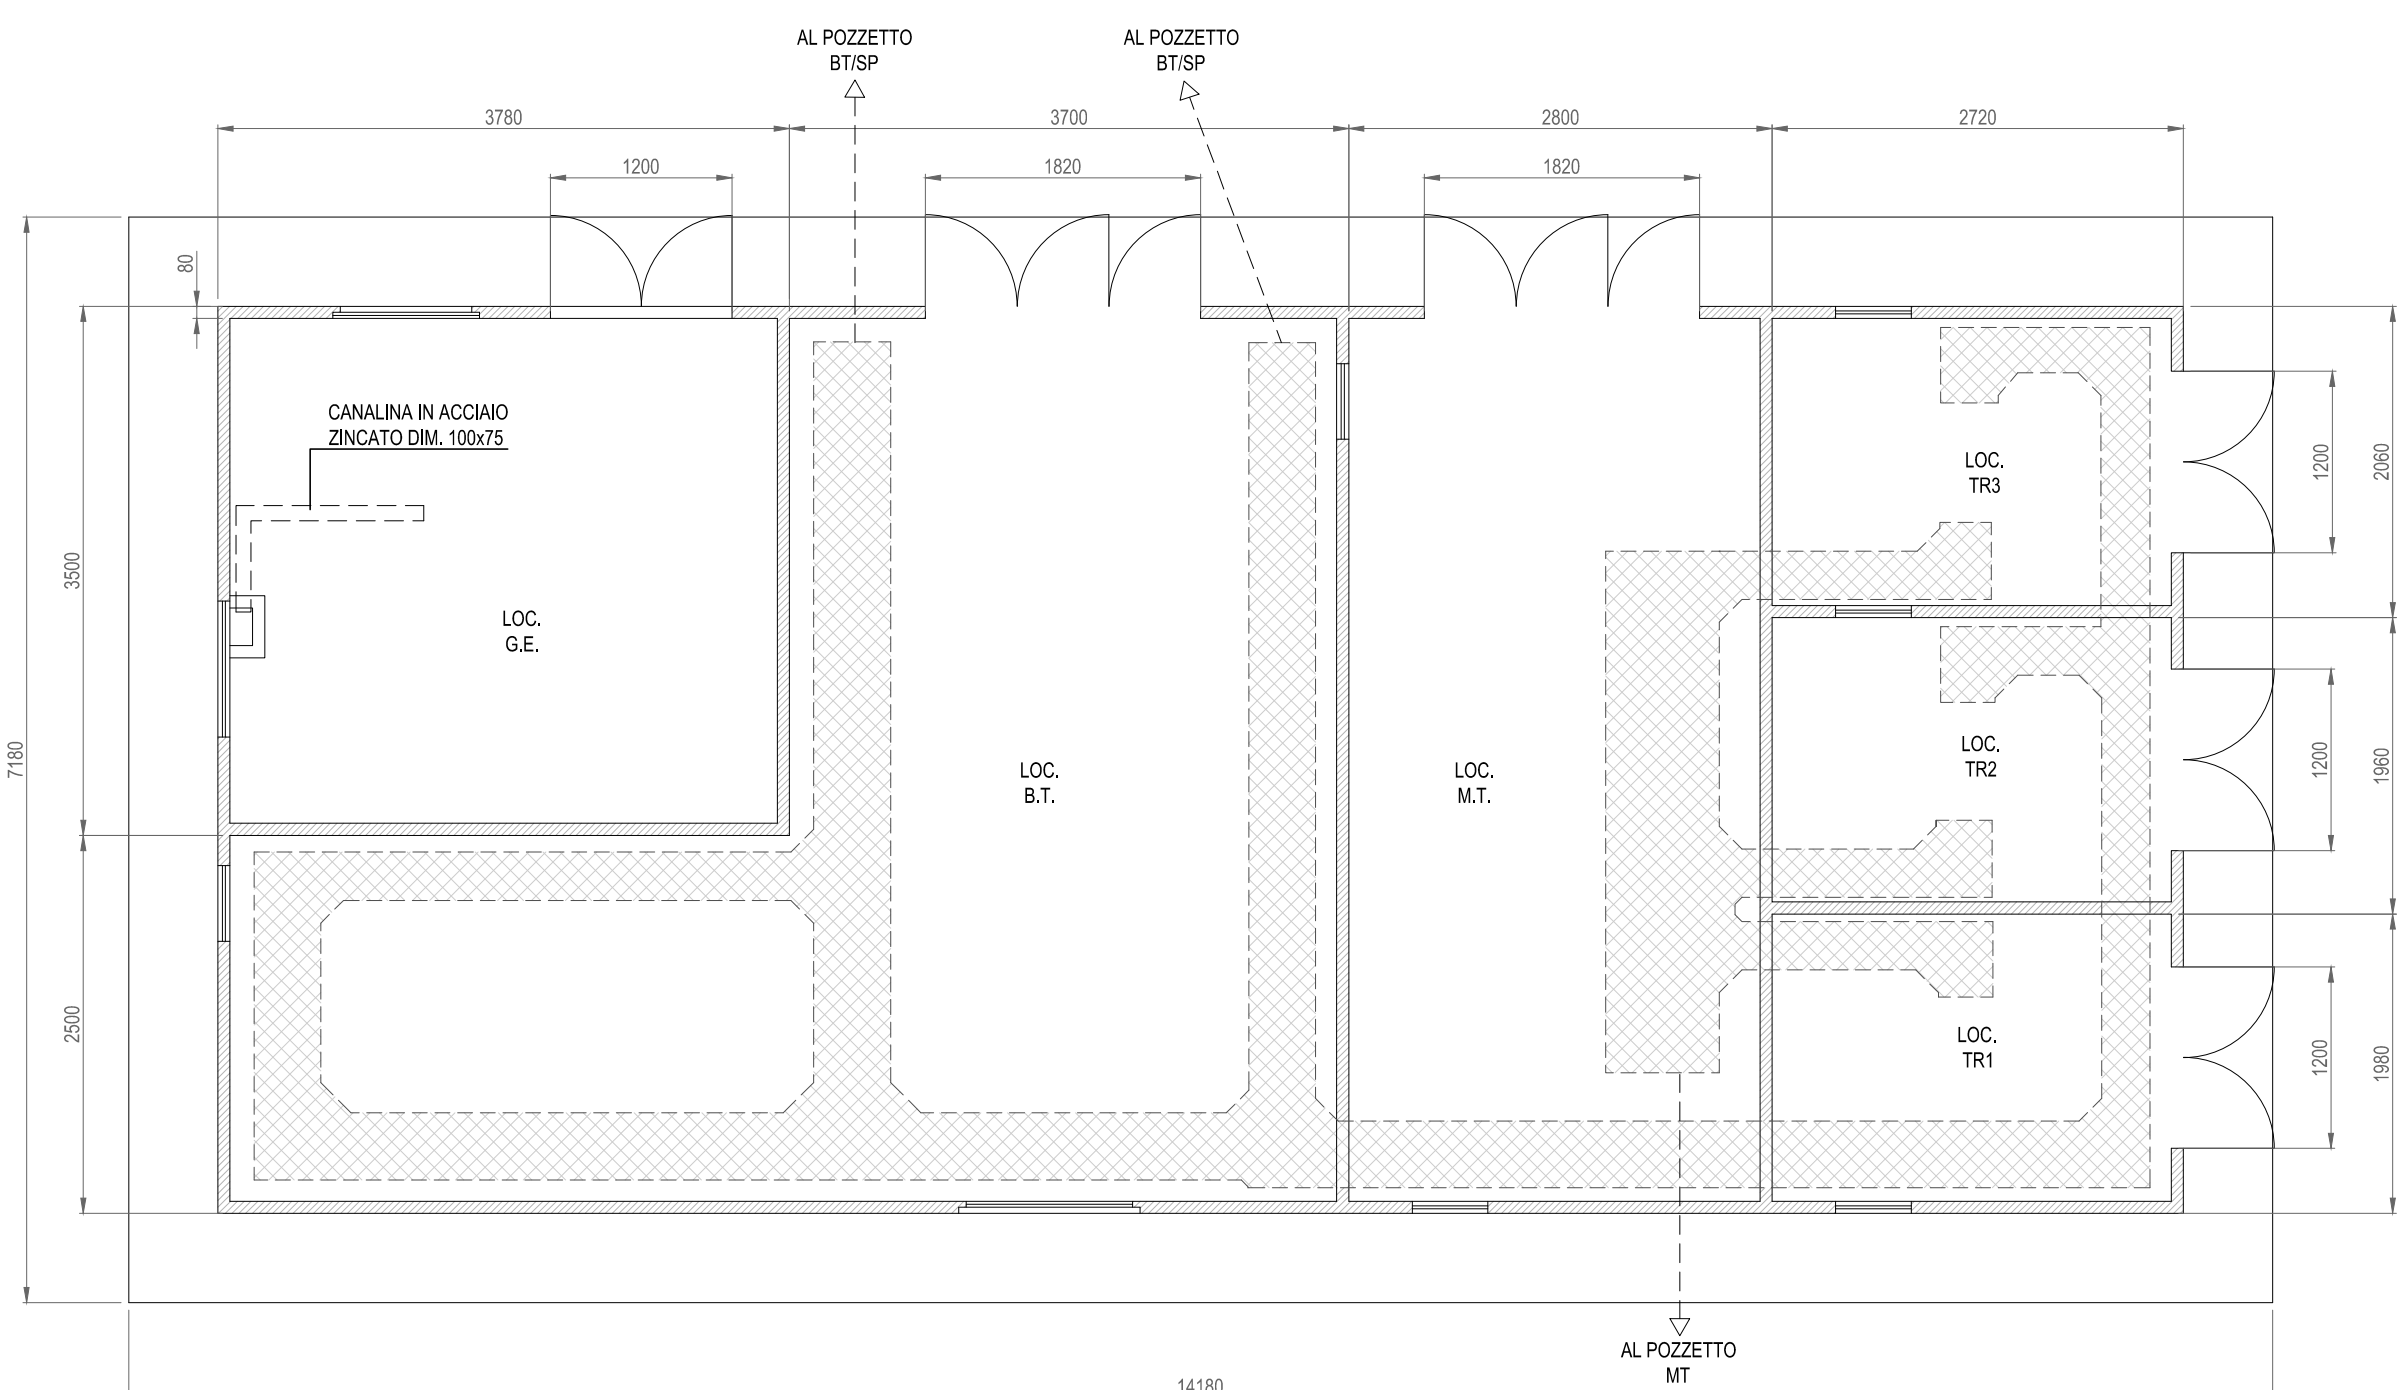 AL POZZETTO
BT/SP
AL POZZETTO
BT/SP
3780
3700
2800
2720
1200
1820
1820
80
CANALINA IN ACCIAIO
ZINCATO DIM. 100x75
LOC.
TR3
1200
2060
3500
LOC.
G.E.
7180
LOC.
B.T.
LOC.
M.T.
LOC.
TR2
1200
1960
2500
LOC.
TR1
1200
1980
AL POZZETTO
MT
14180